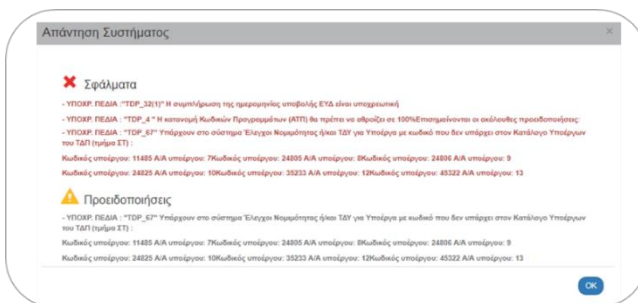 Απάντηση Συστήματος
×
Σφάλματα
- ΥΠΟΧΡ. ΠΕΔΙΑ :"TDP_32(1)" Η συμπλήρωση της ημερομηνίας υποβολής ΕΥΔ είναι υποχρεωτική
- ΥΠΟΧΡ. ΠΕΔΙΑ : "TDP_4 " Η κατανομή Κωδικών Προγραμμάτων (ΑΤΠ) θα πρέπει να αθροίζει σε 100%Επισημείνονται οι ακόλουθες προειδοποιήσεις:
- ΥΠΟΧΡ. ΠΕΔΙΑ : "TDP_67" Υπάρχουν στο σύστημα Έλεγχοι Νομιμότητας ή/και ΤΔΥ για Υποέργα με κωδικό που δεν υπάρχει στον Κατάλογο Υποέργων
του ΤΔΠ (τμήμα ΣΤ) :
Κωδικός υποέργου: 11485 Α/Α υποέργου: 7Κωδικός υποέργου: 24805 Α/Α υποέργου: 8Κωδικός υποέργου: 24806 Α/Α υποέργου: 9
Κωδικός υποέργου: 24825 Α/Α υποέργου: 10Κωδικός υποέργου: 35233 Α/Α υποέργου: 12Κωδικός υποέργου: 45322 Α/Α υποέργου: 13
Προειδοποιήσεις
- ΥΠΟΧΡ. ΠΕΔΙΑ : "TDP_67" Υπάρχουν στο σύστημα Έλεγχοι Νομιμότητας ή/και ΤΔΥ για Υποέργα με κωδικό που δεν υπάρχει στον Κατάλογο Υποέργων
του ΤΔΠ (τμήμα ΣΤ) :
Κωδικός υποέργου: 11485 Α/Α υποέργου: 7Κωδικός υποέργου: 24805 Α/Α υποέργου: 8Κωδικός υποέργου: 24806 Α/Α υποέργου: 9
Κωδικός υποέργου: 24825 Α/Α υποέργου: 10Κωδικός υποέργου: 35233 Α/Α υποέργου: 12Κωδικός υποέργου: 45322 Α/Α υποέργου: 13
OK